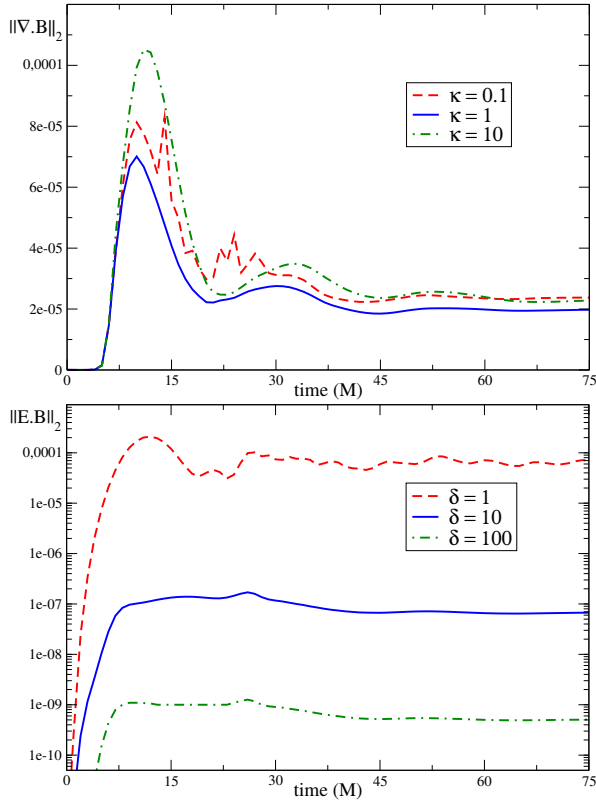 ||∇.B||₂
0,0001
8e-05
6e-05
4e-05
2e-05
0
κ = 0.1
κ = 1
κ = 10
0 15 30 45 60 75
time (M)
||E.B||₂
0,0001
1e-05
1e-06
1e-07
1e-08
1e-09
1e-10
δ = 1
δ = 10
δ = 100
0 15 30 45 60 75
time (M)